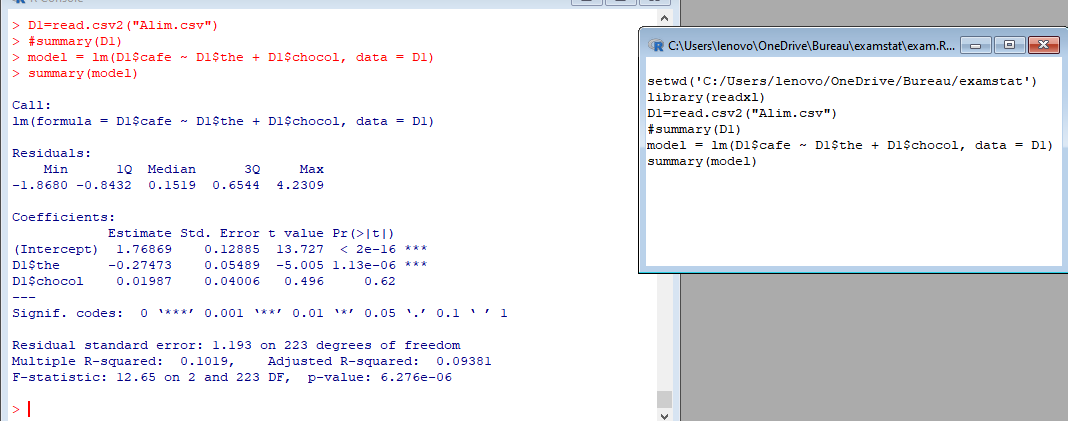 > D1=read.csv2("Alim.csv")
> #summary(D1)
> model = lm(D1$cafe ~ D1$the + D1$chocol, data = D1)
> summary(model)
Call:
lm(formula = D1$cafe ~ D1$the + D1$chocol, data = D1)
Residuals:
Min 1Q Median 3Q Max
-1.8680 -0.8432 0.1519 0.6544 4.2309
Coefficients:
Estimate Std. Error t value Pr(>|t|)
(Intercept) 1.76869 0.12885 13.727 < 2e-16 ***
D1$the -0.27473 0.05489 -5.005 1.13e-06 ***
D1$chocol 0.01987 0.04006 0.496 0.62
---
Signif. codes: 0 ‘***’ 0.001 ‘**’ 0.01 ‘*’ 0.05 ‘.’ 0.1 ‘ ’ 1
Residual standard error: 1.193 on 223 degrees of freedom
Multiple R-squared: 0.1019, Adjusted R-squared: 0.09381
F-statistic: 12.65 on 2 and 223 DF, p-value: 6.276e-06
>
C:\Users\lenovo\OneDrive\Bureau\examstat\exam.R...
setwd('C:/Users/lenovo/OneDrive/Bureau/examstat')
library(readxl)
D1=read.csv2("Alim.csv")
#summary(D1)
model = lm(D1$cafe ~ D1$the + D1$chocol, data = D1)
summary(model)